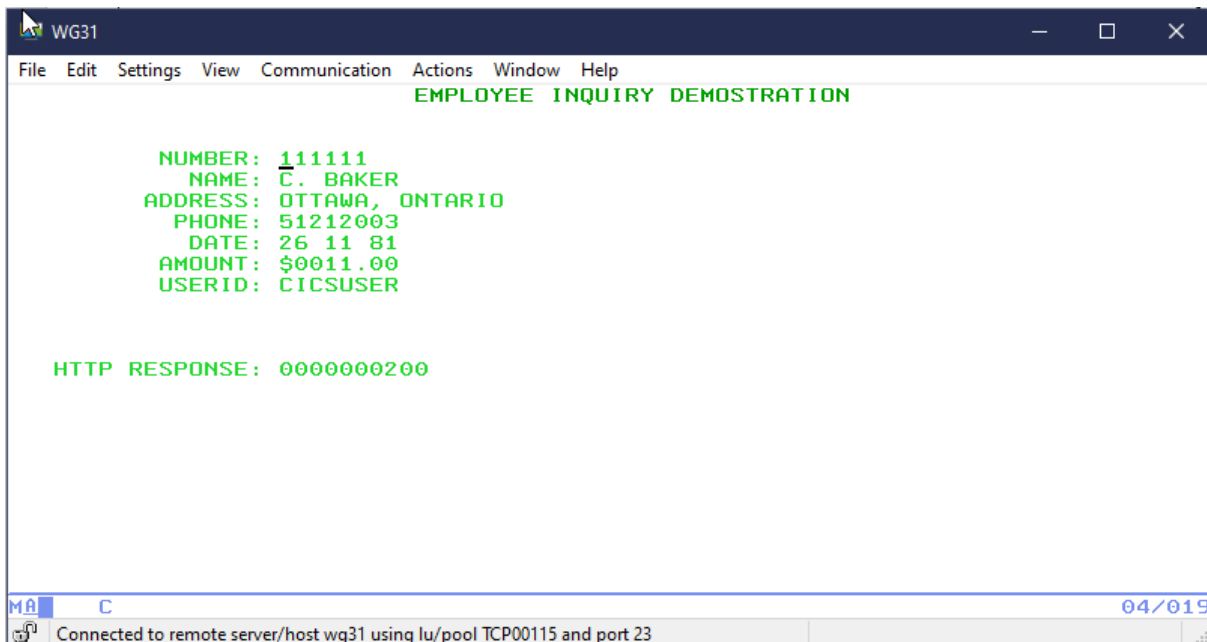 WG31
File Edit Settings View Communication Actions Window Help
EMPLOYEE INQUIRY DEMOSTRATION
NUMBER: 111111
NAME: C. BAKER
ADDRESS: OTTAWA, ONTARIO
PHONE: 51212003
DATE: 26 11 81
AMOUNT: $0011.00
USERID: CICSUSER
HTTP RESPONSE: 0000000200
MA C 04/019
Connected to remote server/host wg31 using lu/pool TCP00115 and port 23